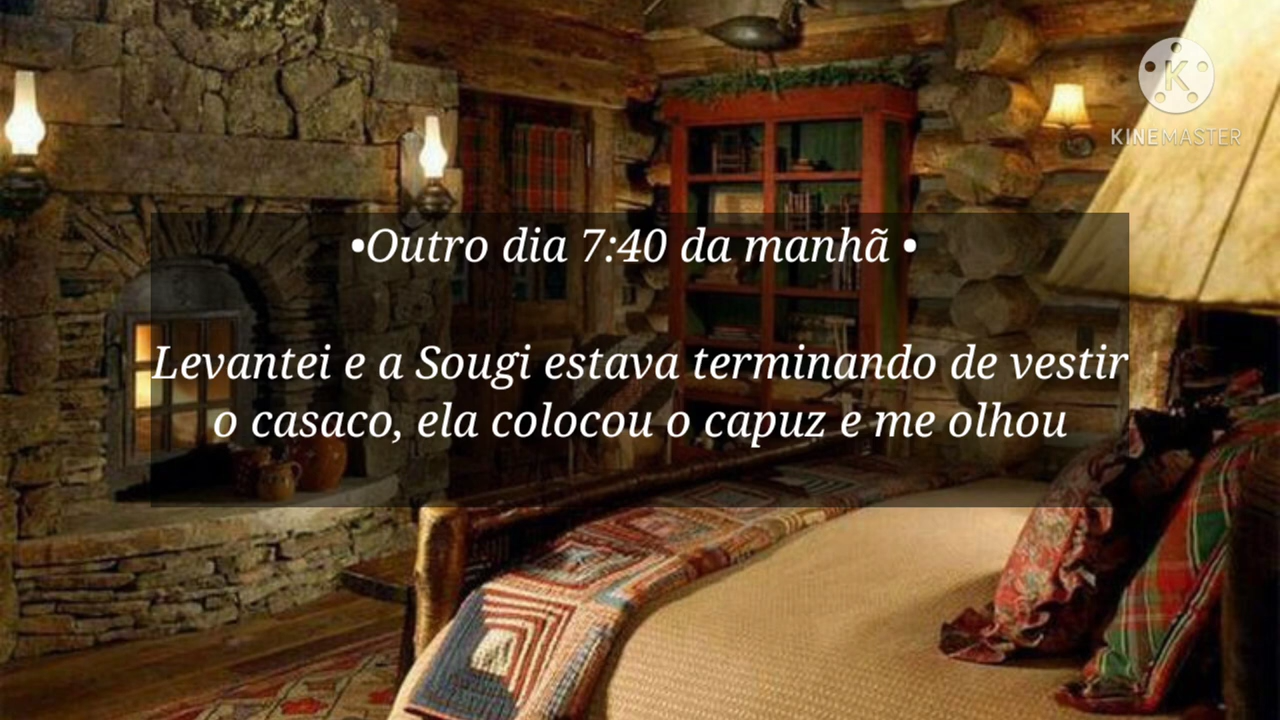 KINEMASTER
•Outro dia 7:40 da manhã •
Levantei e a Sougi estava terminando de vestir
o casaco, ela colocou o capuz e me olhou